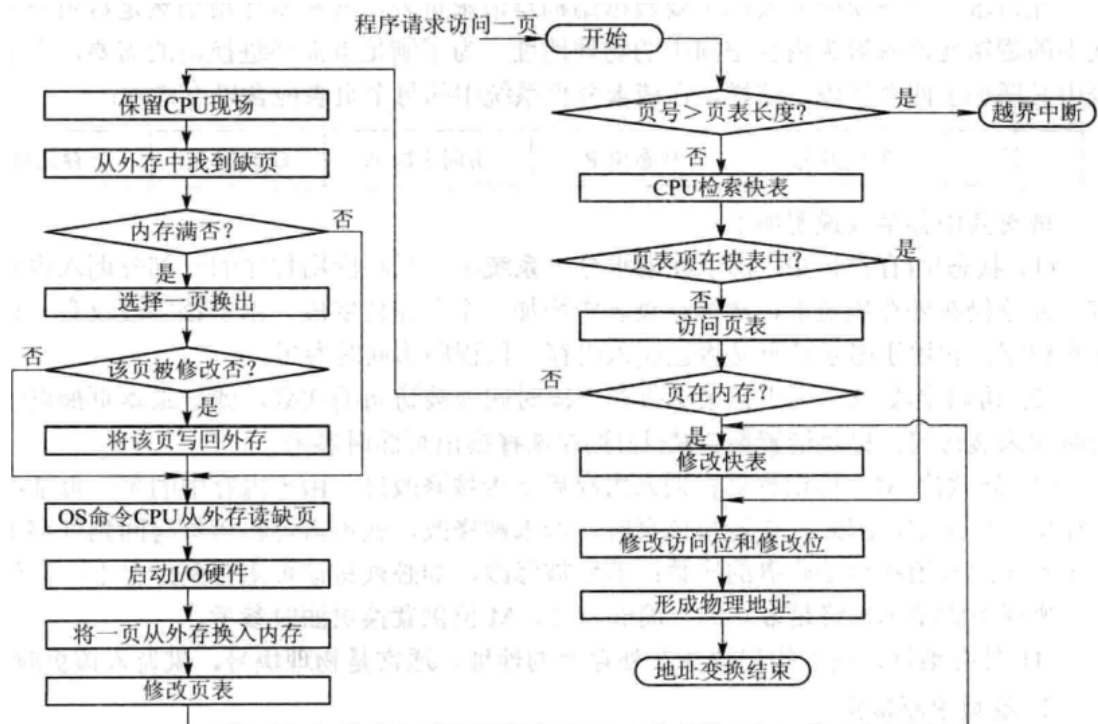 程序请求访问一页
开始
保留CPU现场
从外存中找到缺页
内存满否?
否
是
选择一页换出
否
该页被修改否?
是
将该页写回外存
OS命令CPU从外存读缺页
启动I/O硬件
将一页从外存换入内存
修改页表
页号＞页表长度?
是
越界中断
否
CPU检索快表
页表项在快表中?
是
否
访问页表
否
页在内存?
是
修改快表
修改访问位和修改位
形成物理地址
地址变换结束